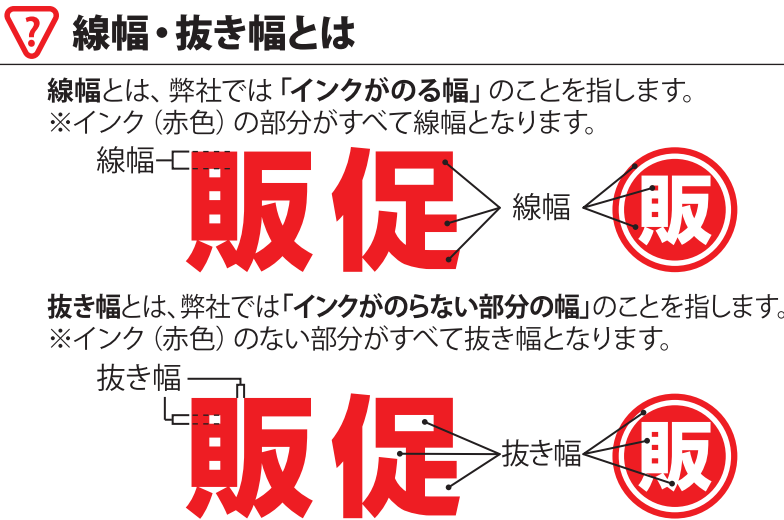 ?
線幅・抜き幅とは
線幅とは、弊社では「インクがのる幅」のことを指します。
※インク（赤色）の部分がすべて線幅となります。
線幅
販促
線幅
販
抜き幅とは、弊社では「インクがのらない部分の幅」のことを指します。
※インク（赤色）のない部分がすべて抜き幅となります。
抜き幅
販促
抜き幅
販